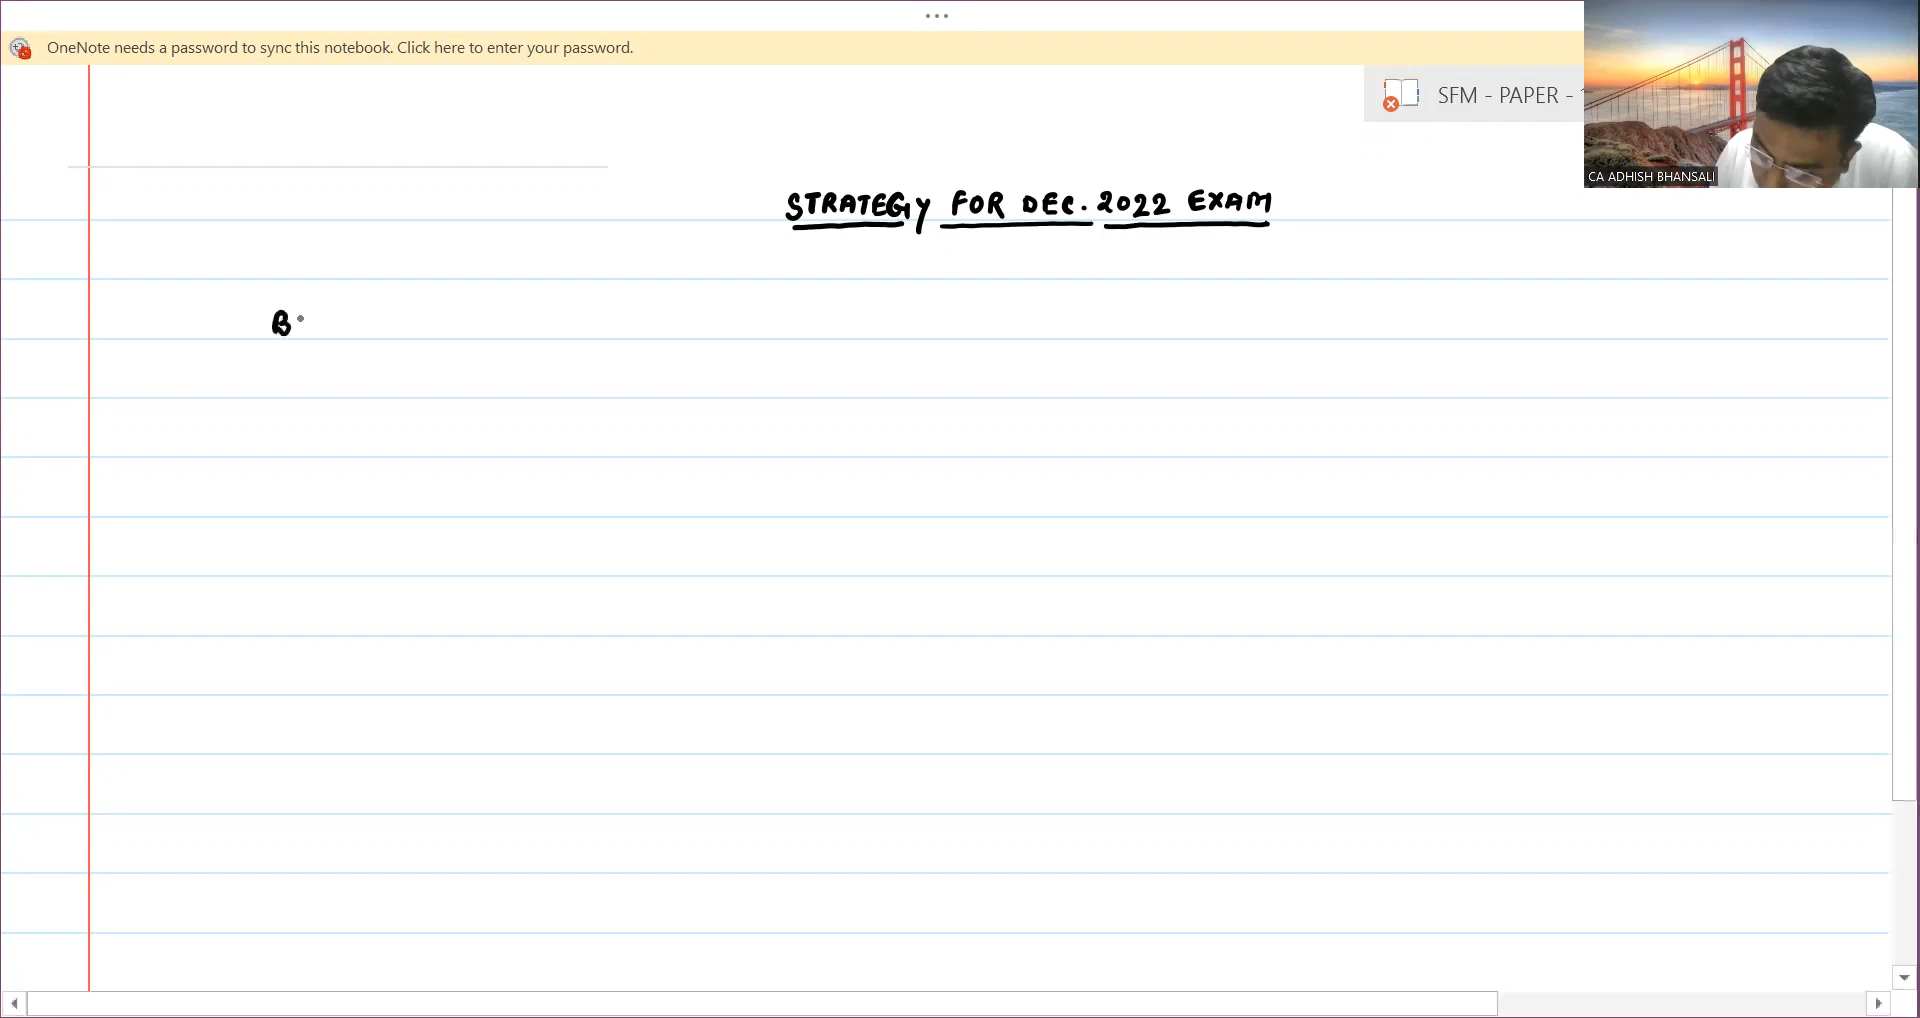 OneNote needs a password to sync this notebook. Click here to enter your password.
SFM - PAPER -
CA ADHISH BHANSALI
STRATEGY FOR DEC. 2022 EXAM
B